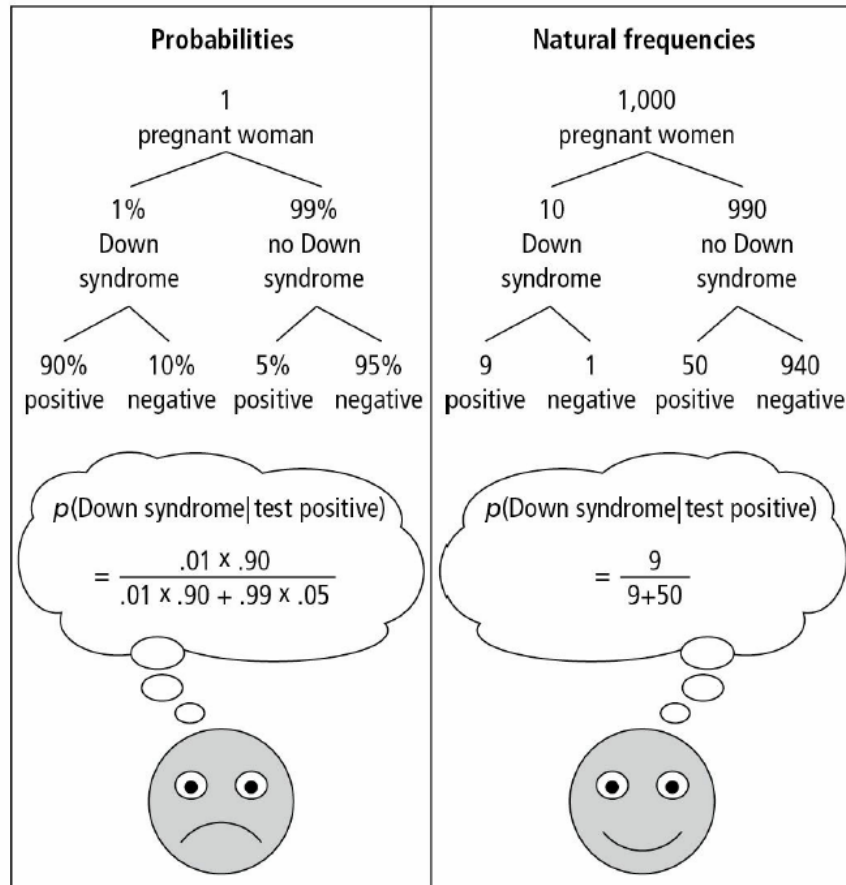 Probabilities
1
pregnant woman
1% 99%
Down no Down
syndrome syndrome
90% 10% 5% 95%
positive negative positive negative
p(Down syndrome|test positive)
.01 x .90
=
.01 x .90 + .99 x .05
Natural frequencies
1,000
pregnant women
10 990
Down no Down
syndrome syndrome
9 1 50 940
positive negative positive negative
p(Down syndrome|test positive)
9
=
9+50